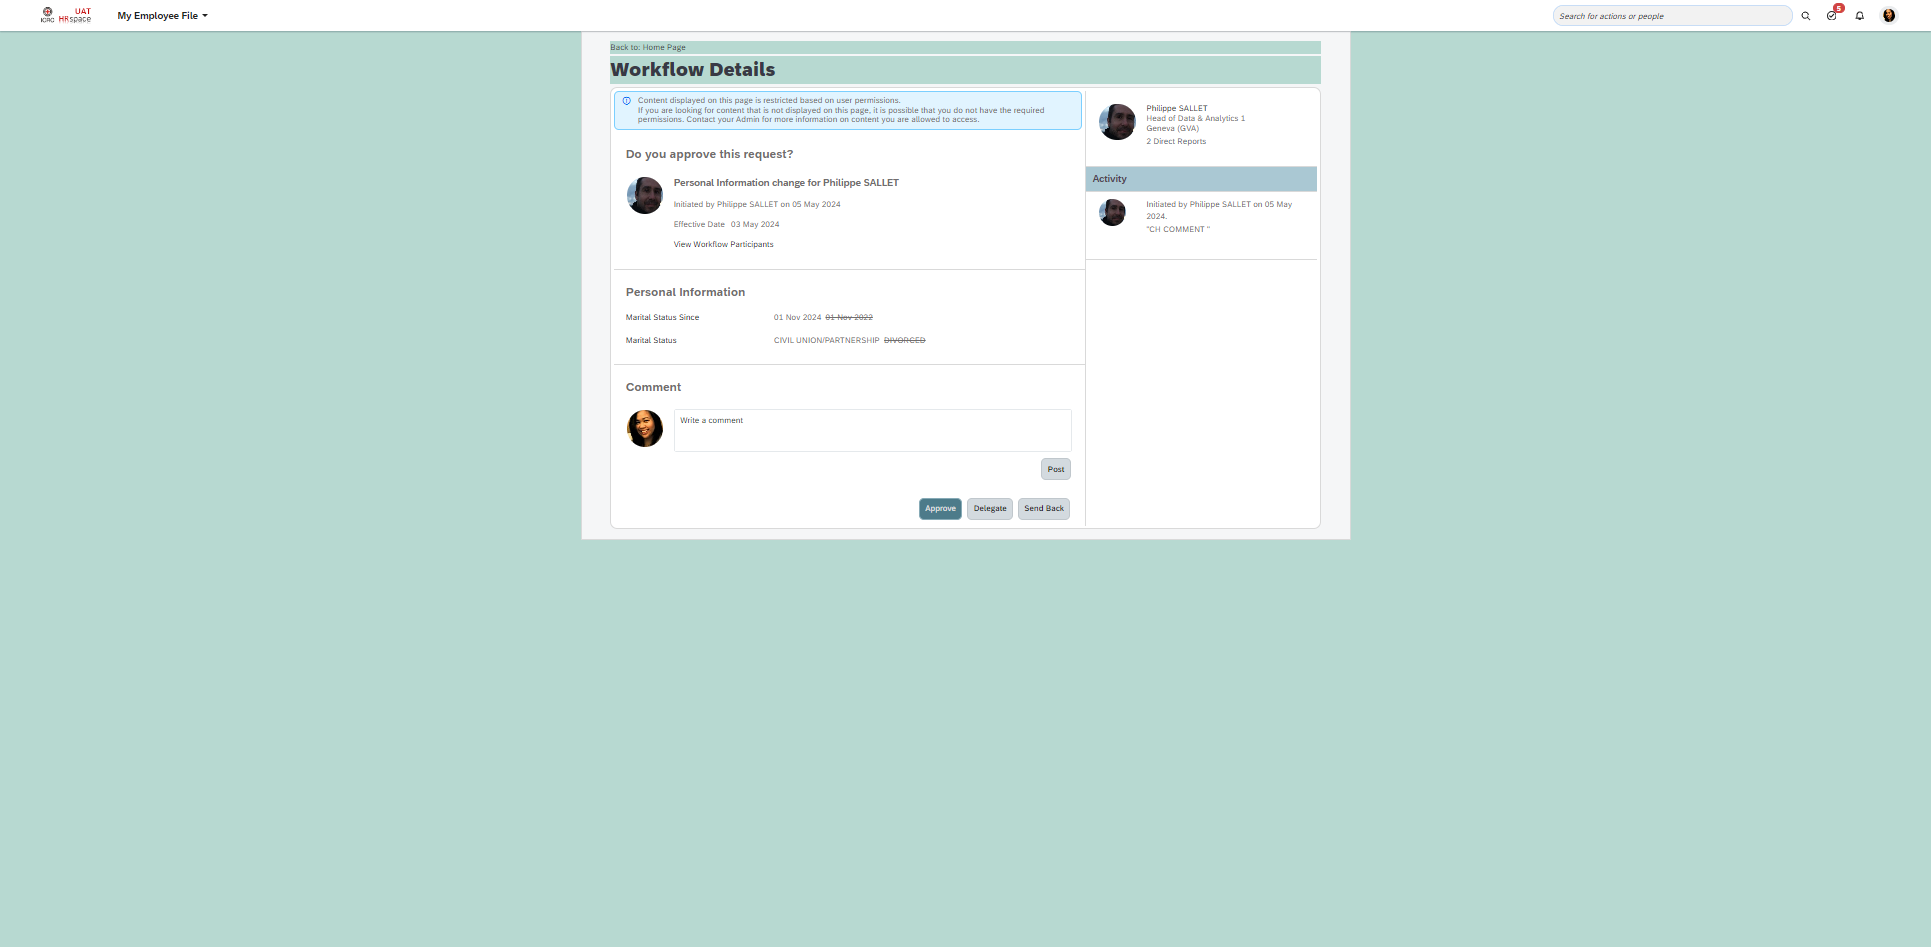 ICRC UAT HRspace
My Employee File
Search for actions or people
5
Back to: Home Page
Workflow Details
Content displayed on this page is restricted based on user permissions.
If you are looking for content that is not displayed on this page, it is possible that you do not have the required
permissions. Contact your Admin for more information on content you are allowed to access.
Do you approve this request?
Personal Information change for Philippe SALLET
Initiated by Philippe SALLET on 05 May 2024
Effective Date 03 May 2024
View Workflow Participants
Personal Information
Marital Status Since 01 Nov 2024 01 Nov 2022
Marital Status CIVIL UNION/PARTNERSHIP DIVORCED
Comment
Write a comment
Post
Approve Delegate Send Back
Philippe SALLET
Head of Data & Analytics 1
Geneva (GVA)
2 Direct Reports
Activity
Initiated by Philippe SALLET on 05 May
2024.
"CH COMMENT "